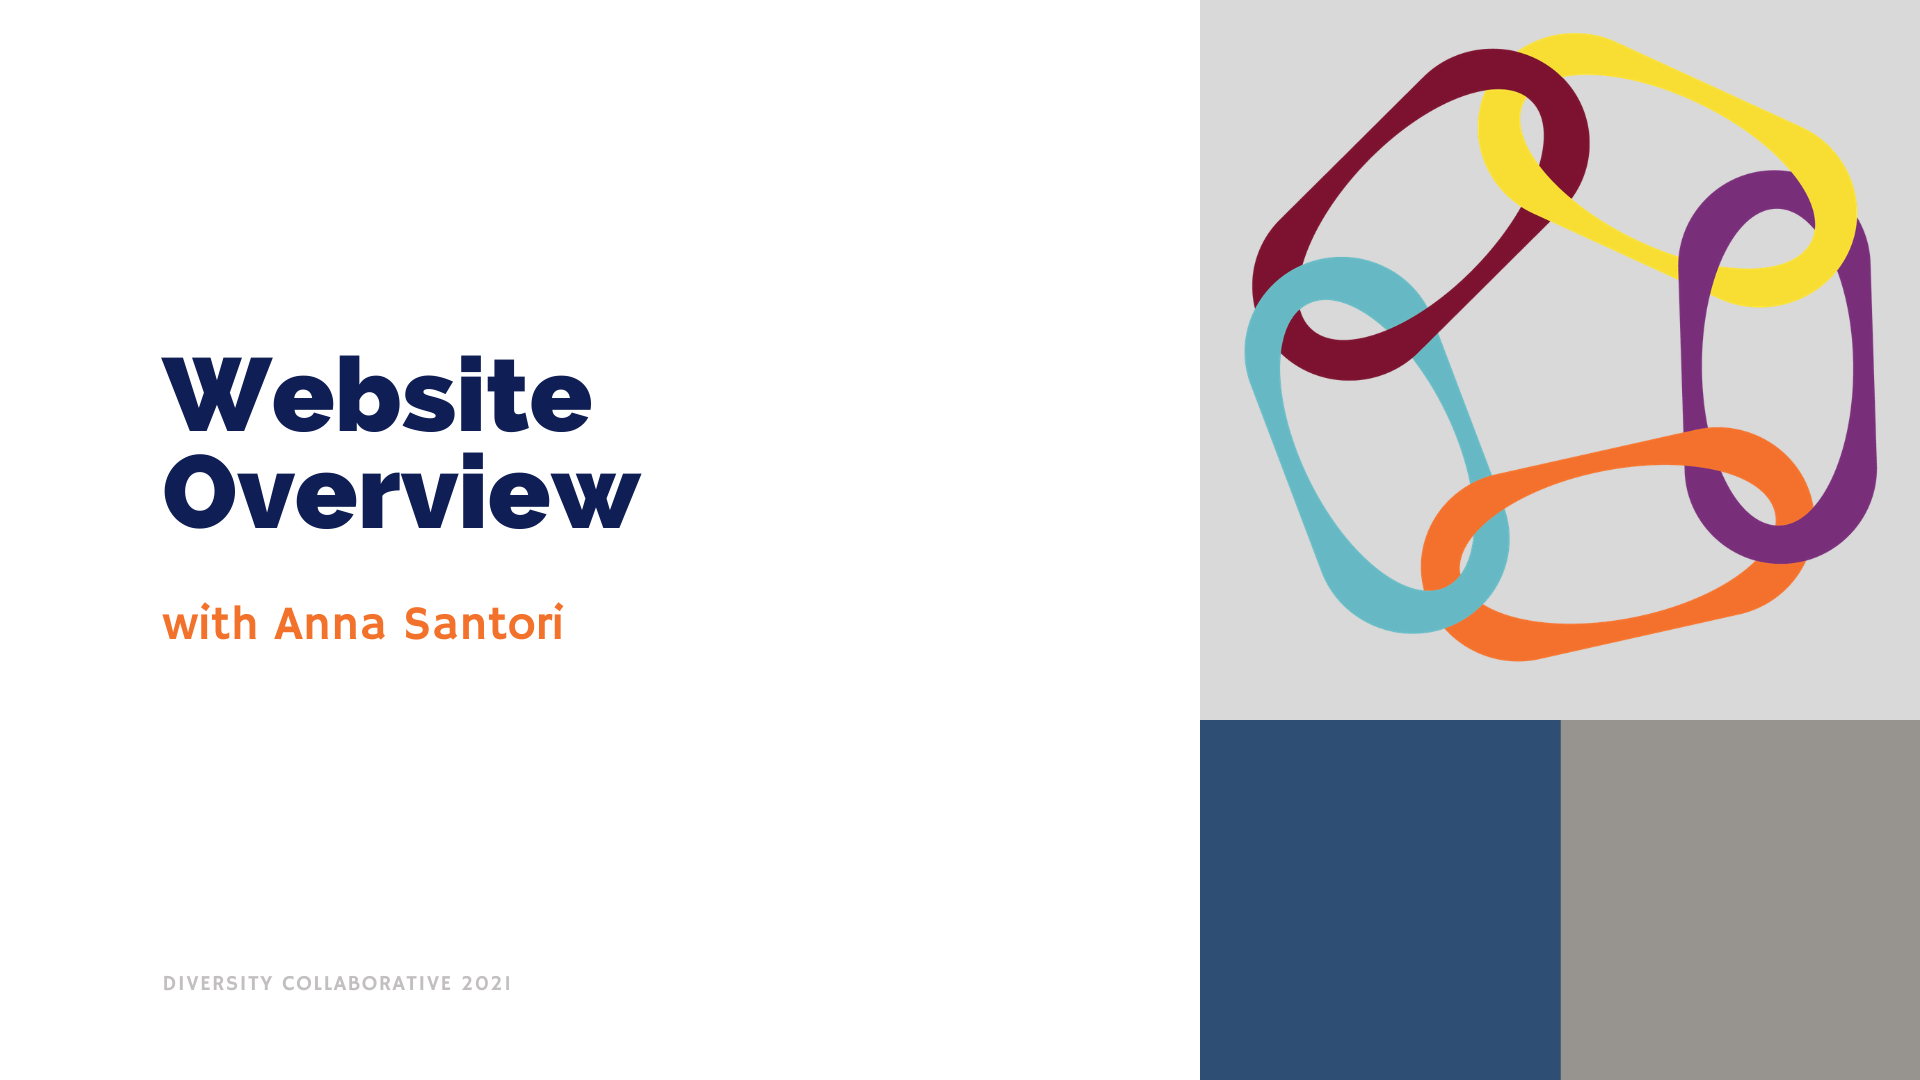 Website
Overview
with Anna Santori
DIVERSITY COLLABORATIVE 2021